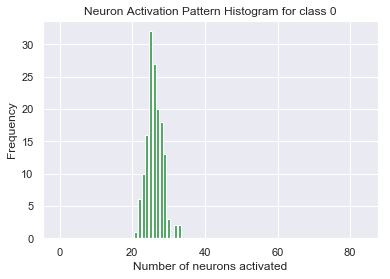 Neuron Activation Pattern Histogram for class 0
30
25
20
15
10
5
0
Frequency
0 20 40 60 80
Number of neurons activated